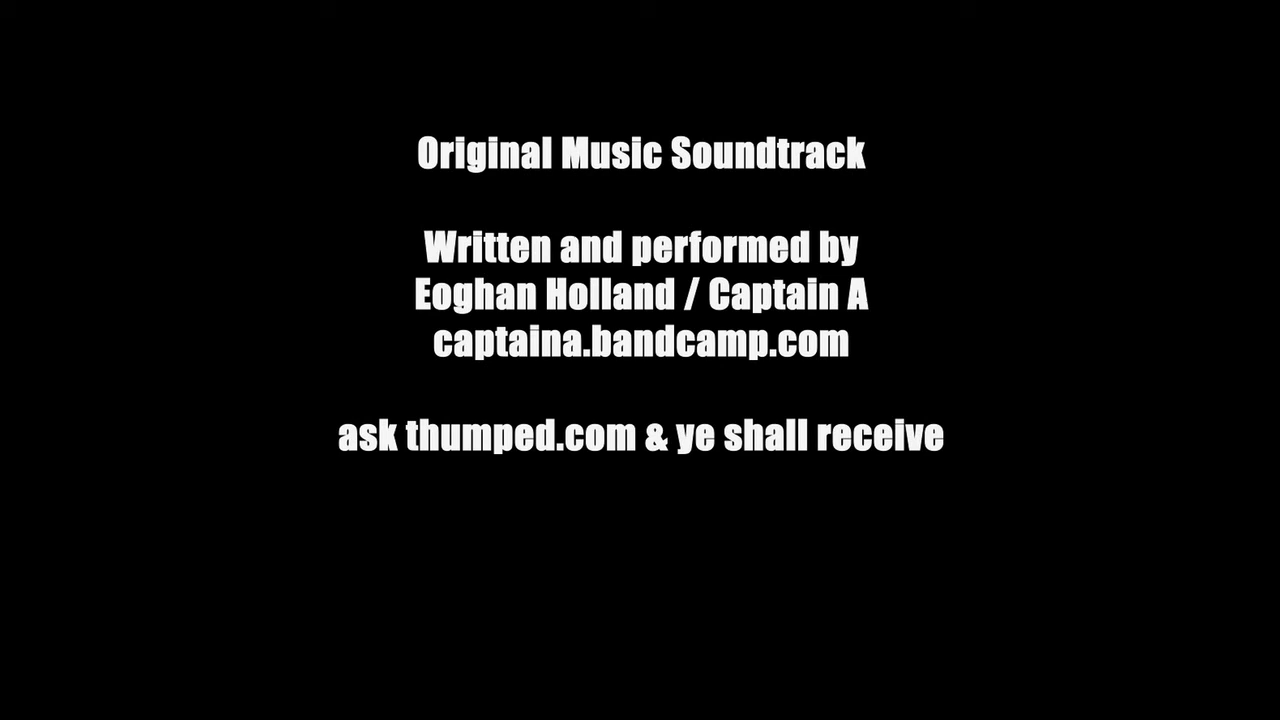 Original Music Soundtrack
Written and performed by
Eoghan Holland / Captain A
captaina.bandcamp.com
ask thumped.com & ye shall receive